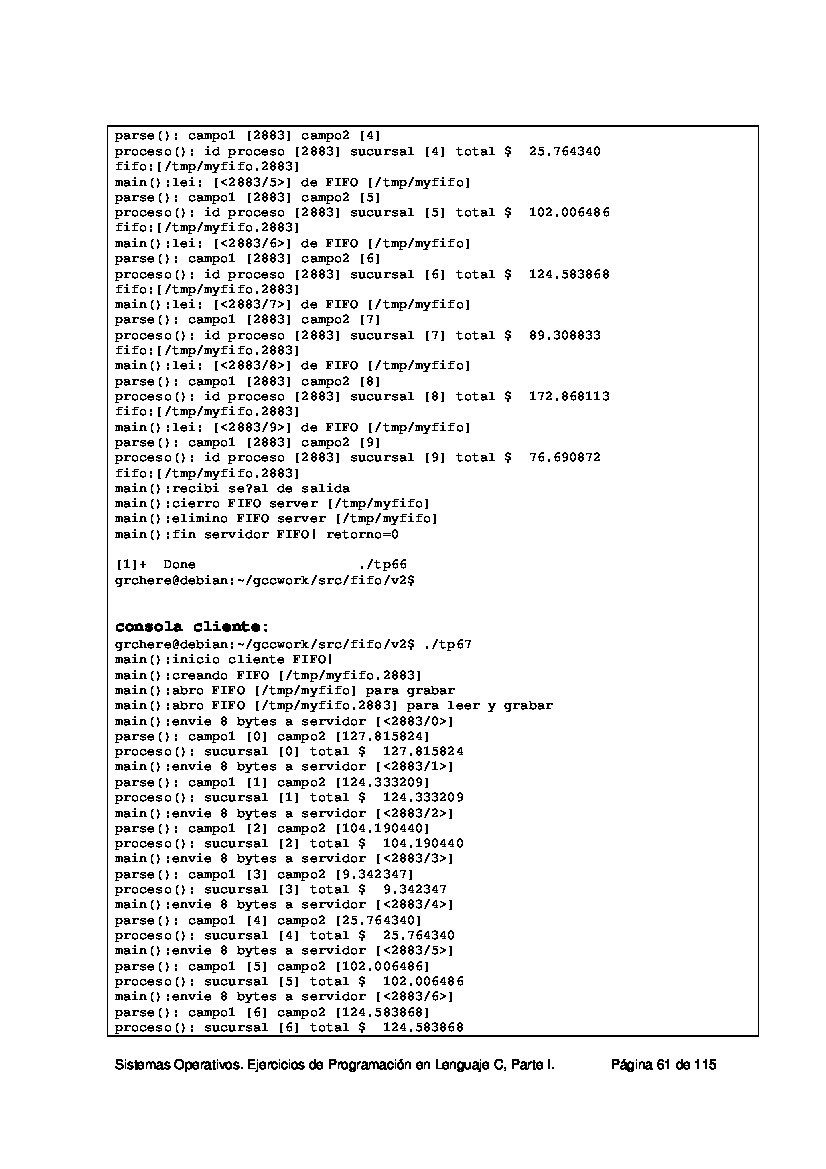 parse(): campo1 [2883] campo2 [4]
proceso(): id proceso [2883] sucursal [4] total $  25.764340
fifo:[/tmp/myfifo.2883]
main():lei: [<2883/5>] de FIFO [/tmp/myfifo]
parse(): campo1 [2883] campo2 [5]
proceso(): id proceso [2883] sucursal [5] total $  102.006486
fifo:[/tmp/myfifo.2883]
main():lei: [<2883/6>] de FIFO [/tmp/myfifo]
parse(): campo1 [2883] campo2 [6]
proceso(): id proceso [2883] sucursal [6] total $  124.583868
fifo:[/tmp/myfifo.2883]
main():lei: [<2883/7>] de FIFO [/tmp/myfifo]
parse(): campo1 [2883] campo2 [7]
proceso(): id proceso [2883] sucursal [7] total $  89.308833
fifo:[/tmp/myfifo.2883]
main():lei: [<2883/8>] de FIFO [/tmp/myfifo]
parse(): campo1 [2883] campo2 [8]
proceso(): id proceso [2883] sucursal [8] total $  172.868113
fifo:[/tmp/myfifo.2883]
main():lei: [<2883/9>] de FIFO [/tmp/myfifo]
parse(): campo1 [2883] campo2 [9]
proceso(): id proceso [2883] sucursal [9] total $  76.690872
fifo:[/tmp/myfifo.2883]
main():recibi se?al de salida
main():cierro FIFO server [/tmp/myfifo]
main():elimino FIFO server [/tmp/myfifo]
main():fin servidor FIFO! retorno=0
[1]+  Done                    ./tp66
grchere@debian:~/gccwork/src/fifo/v2$
consola cliente:
grchere@debian:~/gccwork/src/fifo/v2$ ./tp67
main():inicio cliente FIFO!
main():creando FIFO [/tmp/myfifo.2883]
main():abro FIFO [/tmp/myfifo] para grabar
main():abro FIFO [/tmp/myfifo.2883] para leer y grabar
main():envie 8 bytes a servidor [<2883/0>]
parse(): campo1 [0] campo2 [127.815824]
proceso(): sucursal [0] total $  127.815824
main():envie 8 bytes a servidor [<2883/1>]
parse(): campo1 [1] campo2 [124.333209]
proceso(): sucursal [1] total $  124.333209
main():envie 8 bytes a servidor [<2883/2>]
parse(): campo1 [2] campo2 [104.190440]
proceso(): sucursal [2] total $  104.190440
main():envie 8 bytes a servidor [<2883/3>]
parse(): campo1 [3] campo2 [9.342347]
proceso(): sucursal [3] total $  9.342347
main():envie 8 bytes a servidor [<2883/4>]
parse(): campo1 [4] campo2 [25.764340]
proceso(): sucursal [4] total $  25.764340
main():envie 8 bytes a servidor [<2883/5>]
parse(): campo1 [5] campo2 [102.006486]
proceso(): sucursal [5] total $  102.006486
main():envie 8 bytes a servidor [<2883/6>]
parse(): campo1 [6] campo2 [124.583868]
proceso(): sucursal [6] total $  124.583868
Sistemas Operativos. Ejercicios de Programación en Lenguaje C, Parte I.    Página 61 de 115